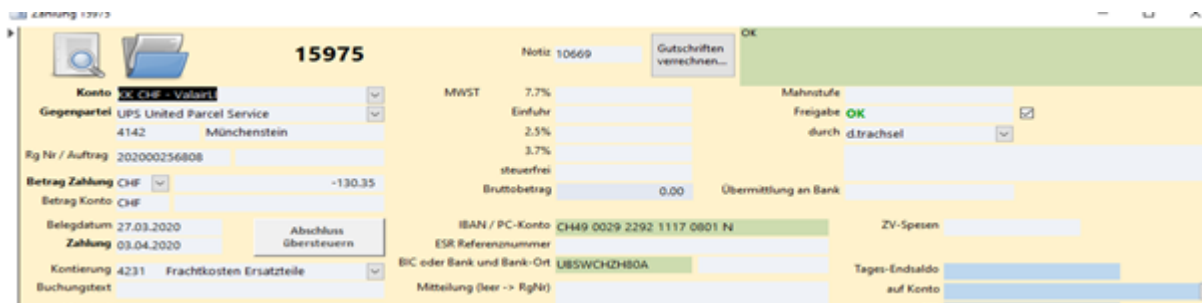 Zahlung 15975
15975
Notiz 10669
Gutschriften verrechnen...
OK
Konto KK CHF - Valairt.
Gegenpartei UPS United Parcel Service
4142 Münchenstein
Rg Nr / Auftrag 202000256808
Betrag Zahlung CHF -130.35
Betrag Konto CHF
Belegdatum 27.03.2020
Zahlung 03.04.2020
Abschluss übersteuern
Kontierung 4231 Frachtkosten Ersatzteile
Buchungstext
MWST 7.7%
Einfuhr
2.5%
3.7%
steuerfrei
Bruttobetrag 0.00
IBAN / PC-Konto CH49 0029 2292 1117 0801 N
ESR Referenznummer
BIC oder Bank und Bank-Ort UBSWCHZH80A
Mitteilung (leer -> RgNr)
Mahnstufe
Freigabe OK
durch d.trachsel
Übermittlung an Bank
ZV-Spesen
Tages-Endsaldo
auf Konto